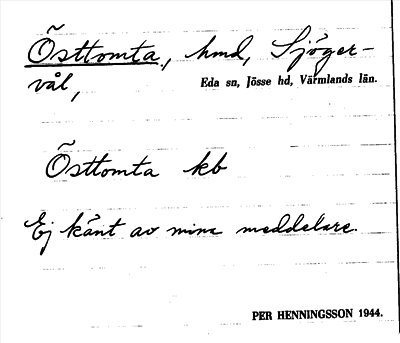 Östtomta, hmd, Sjöger-
vål,
Eda sn, Jösse hd, Värmlands län.
Östtomta kb
Ej känt av mina meddelare.
PER HENNINGSSON 1944.